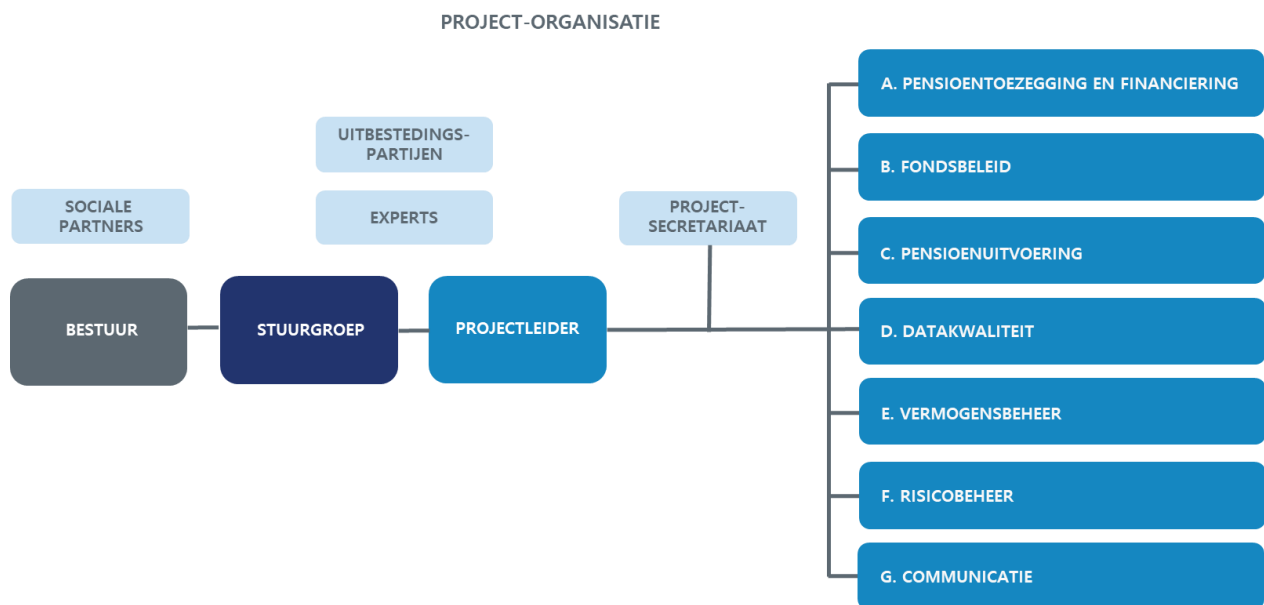 PROJECT-ORGANISATIE
UITBESTEDINGS-
PARTIJEN
SOCIALE
PARTNERS
EXPERTS
PROJECT-
SECRETARIAAT
BESTUUR
STUURGROEP
PROJECTLEIDER
A. PENSIOENTOEZEGGING EN FINANCIERING
B. FONDSBELEID
C. PENSIOENUITVOERING
D. DATAKWALITEIT
E. VERMOGENSBEHEER
F. RISICOBEHEER
G. COMMUNICATIE